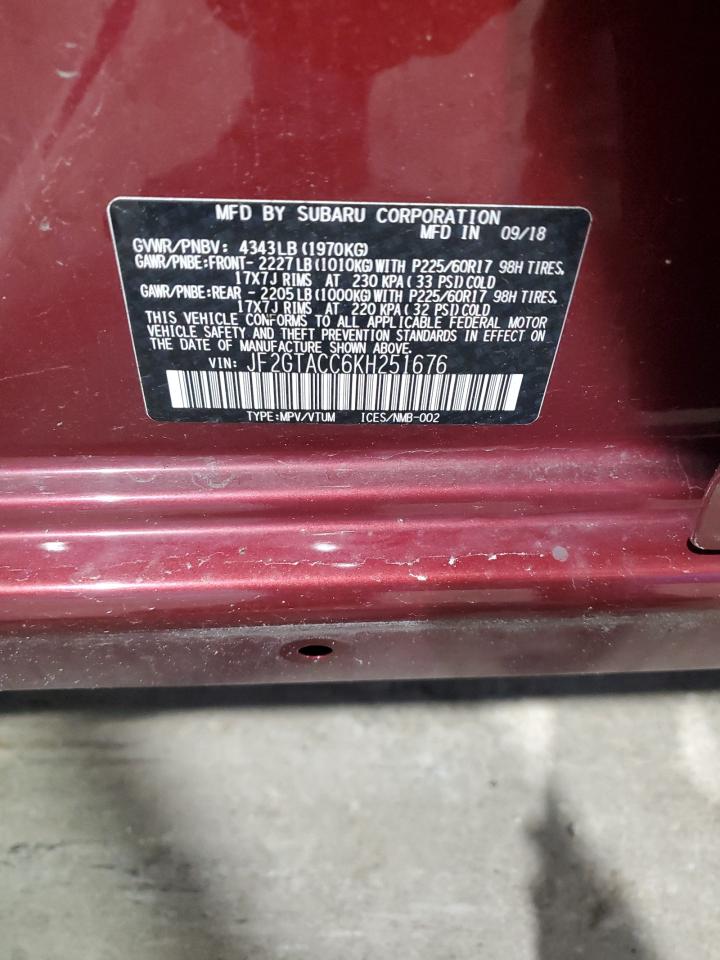 MFD BY SUBARU CORPORATION
MFD IN 09/18
GVWR/PNBV: 4343LB (1970KG)
GAWR/PNBE:FRONT- 2227LB (1010KG) WITH P225/60R17 98H TIRES,
17X7J RIMS AT 230 KPA (33 PSI) COLD
GAWR/PNBE:REAR - 2205LB (1000KG) WITH P225/60R17 98H TIRES,
17X7J RIMS AT 220 KPA (32 PSI) COLD
THIS VEHICLE CONFORMS TO ALL APPLICABLE FEDERAL MOTOR
VEHICLE SAFETY AND THEFT PREVENTION STANDARDS IN EFFECT ON
THE DATE OF MANUFACTURE SHOWN ABOVE.
VIN: JF2GTACC6KH251676
TYPE:MPV/VTUM ICES/NMB-002